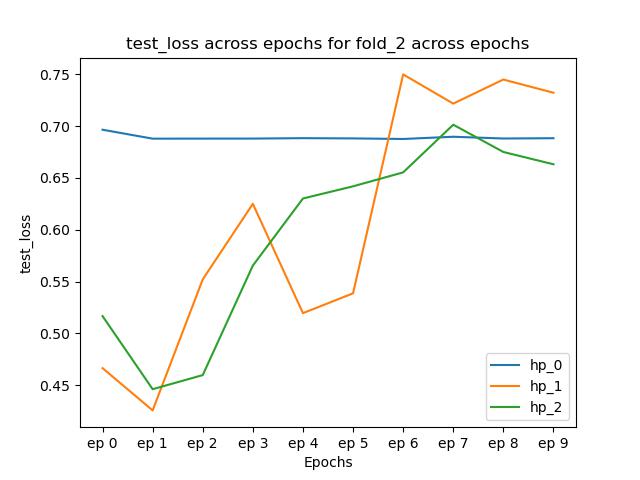 test_loss across epochs for fold_2 across epochs
0.75
0.70
0.65
0.60
0.55
0.50
0.45
test_loss
hp_0
hp_1
hp_2
ep 0 ep 1 ep 2 ep 3 ep 4 ep 5 ep 6 ep 7 ep 8 ep 9
Epochs